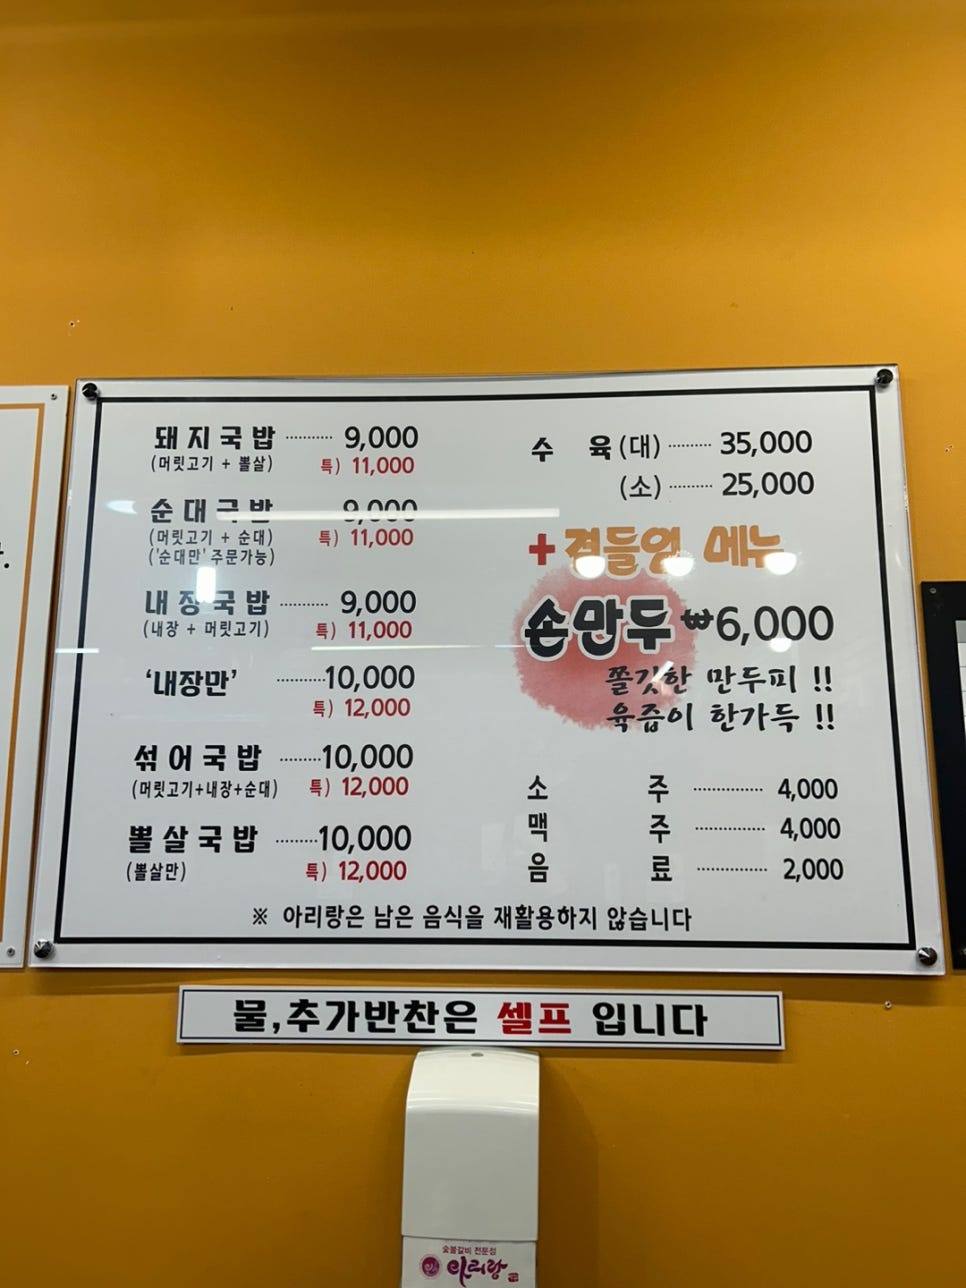 돼지국밥 ··········· 9,000
(머릿고기 + 뽈살) 특) 11,000
순대국밥 9,000
(머릿고기 + 순대) 특) 11,000
('순대만' 주문가능)
내장국밥 ··········· 9,000
(내장 + 머릿고기) 특) 11,000
'내장만' ···········10,000
특) 12,000
섞어국밥 ·········10,000
(머릿고기+내장+순대) 특) 12,000
뽈살국밥 ·········10,000
(뽈살만) 특) 12,000
수 육(대) ········· 35,000
(소) ········· 25,000
+곁들임 메뉴
손만두 ₩6,000
쫄깃한 만두피 !!
육즙이 한가득 !!
소 주 ·············· 4,000
맥 주 ·············· 4,000
음 료 ·············· 2,000
※ 아리랑은 남은 음식을 재활용하지 않습니다
물,추가반찬은 셀프 입니다
숯불갈비 전문점
아리랑